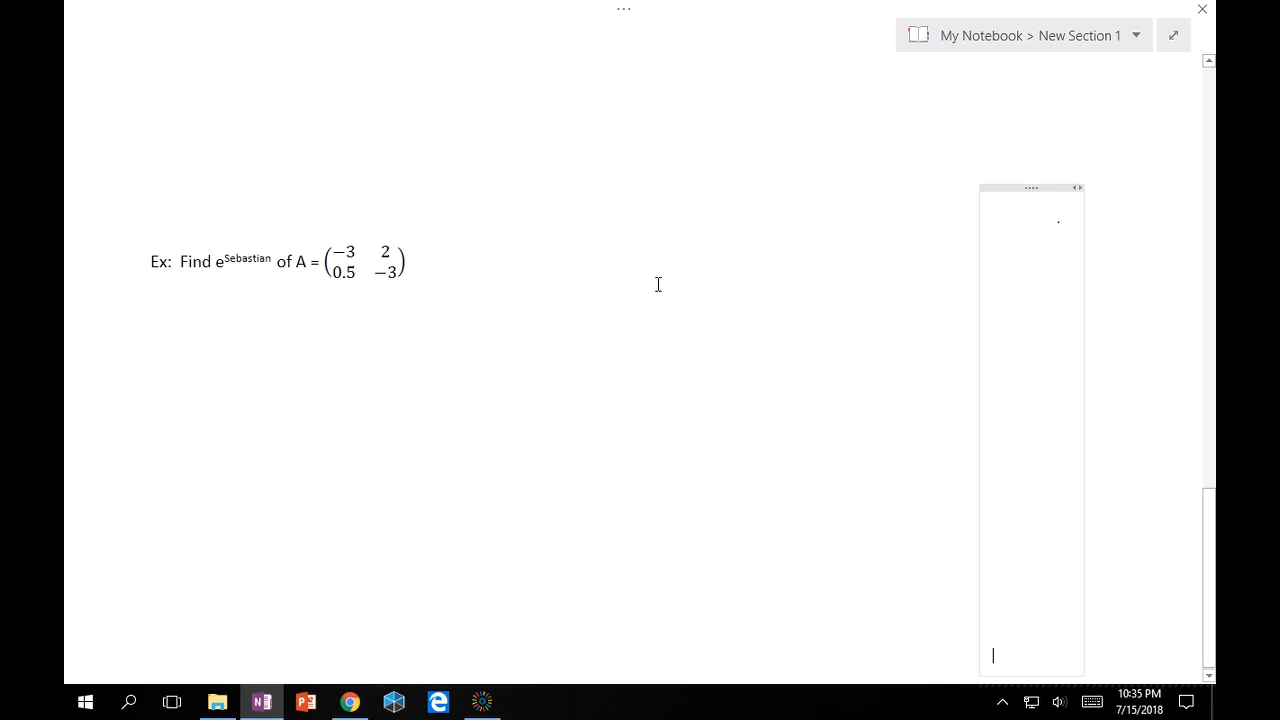 My Notebook > New Section 1
Ex: Find e^Sebastian of A = (−3 2
0.5 −3)
10:35 PM
7/15/2018